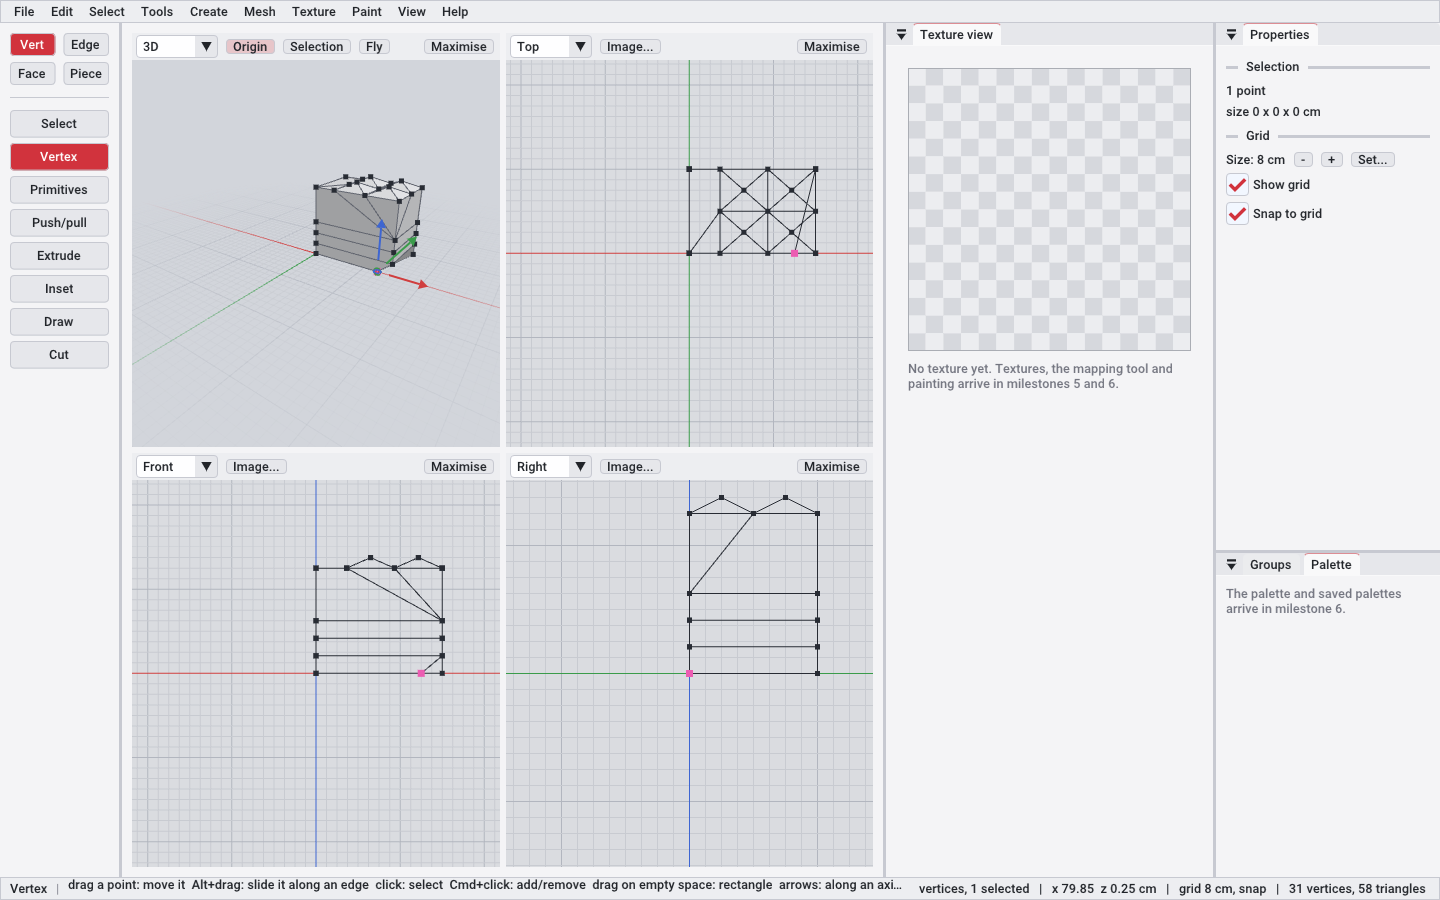 File Edit Select Tools Create Mesh Texture Paint View Help
Vert Edge
Face Piece
Select
Vertex
Primitives
Push/pull
Extrude
Inset
Draw
Cut
3D Origin Selection Fly Maximise
Top Image... Maximise
Front Image... Maximise
Right Image... Maximise
Texture view
No texture yet. Textures, the mapping tool and
painting arrive in milestones 5 and 6.
Properties
Selection
1 point
size 0 x 0 x 0 cm
Grid
Size: 8 cm - + Set...
Show grid
Snap to grid
Groups Palette
The palette and saved palettes
arrive in milestone 6.
Vertex | drag a point: move it Alt+drag: slide it along an edge click: select Cmd+click: add/remove drag on empty space: rectangle arrows: along an axi... vertices, 1 selected | x 79.85 z 0.25 cm | grid 8 cm, snap | 31 vertices, 58 triangles